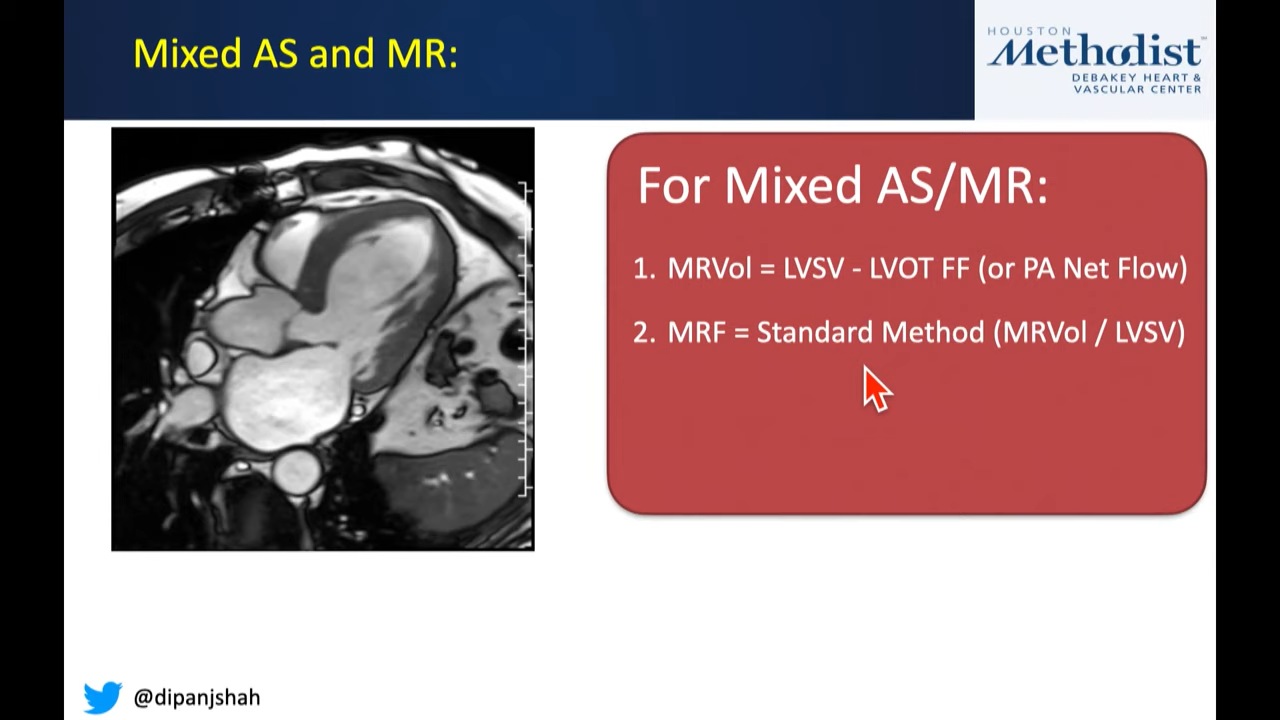 Mixed AS and MR:
HOUSTON
Methodist
DEBAKEY HEART &
VASCULAR CENTER
For Mixed AS/MR:
1. MRVol = LVSV - LVOT FF (or PA Net Flow)
2. MRF = Standard Method (MRVol / LVSV)
@dipanjshah